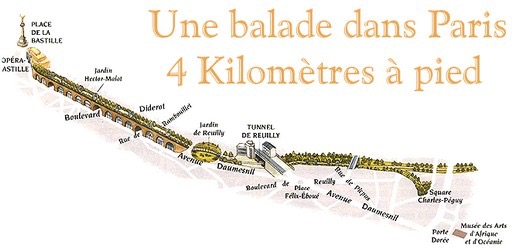 Une balade dans Paris
4 Kilomètres à pied
PLACE
DE LA
BASTILLE
OPÉRA-
BASTILLE
Jardin
Hector-Malot
Boulevard Diderot
Rue de Rambouillet
Jardin
de Reuilly
Avenue Daumesnil
TUNNEL
DE REUILLY
Boulevard de Reuilly
Place
Félix-Éboué
Rue de Picpus
Avenue Daumesnil
Square
Charles-Péguy
Porte
Dorée
Musée des Arts
d'Afrique
et d'Océanie